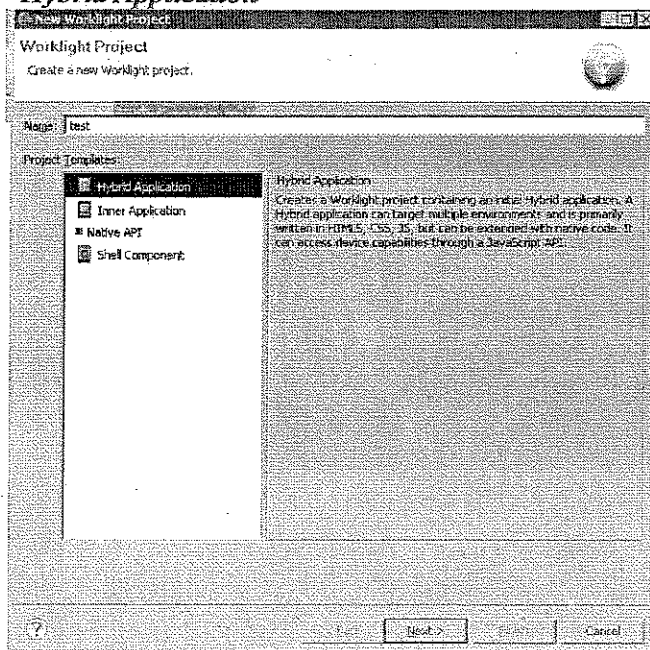 Hybrid Application
New Worklight Project
Worklight Project
Create a new Worklight project.
Name: test
Project Templates:
Hybrid Application
Inner Application
Native API
Shell Component
Hybrid Application
Creates a Worklight project containing an initial Hybrid application. A
Hybrid application can target multiple environments and is primarily
written in HTML5, CSS, JS, but can be extended with native code. It
can access device capabilities through a JavaScript API.
?
Next >
Cancel